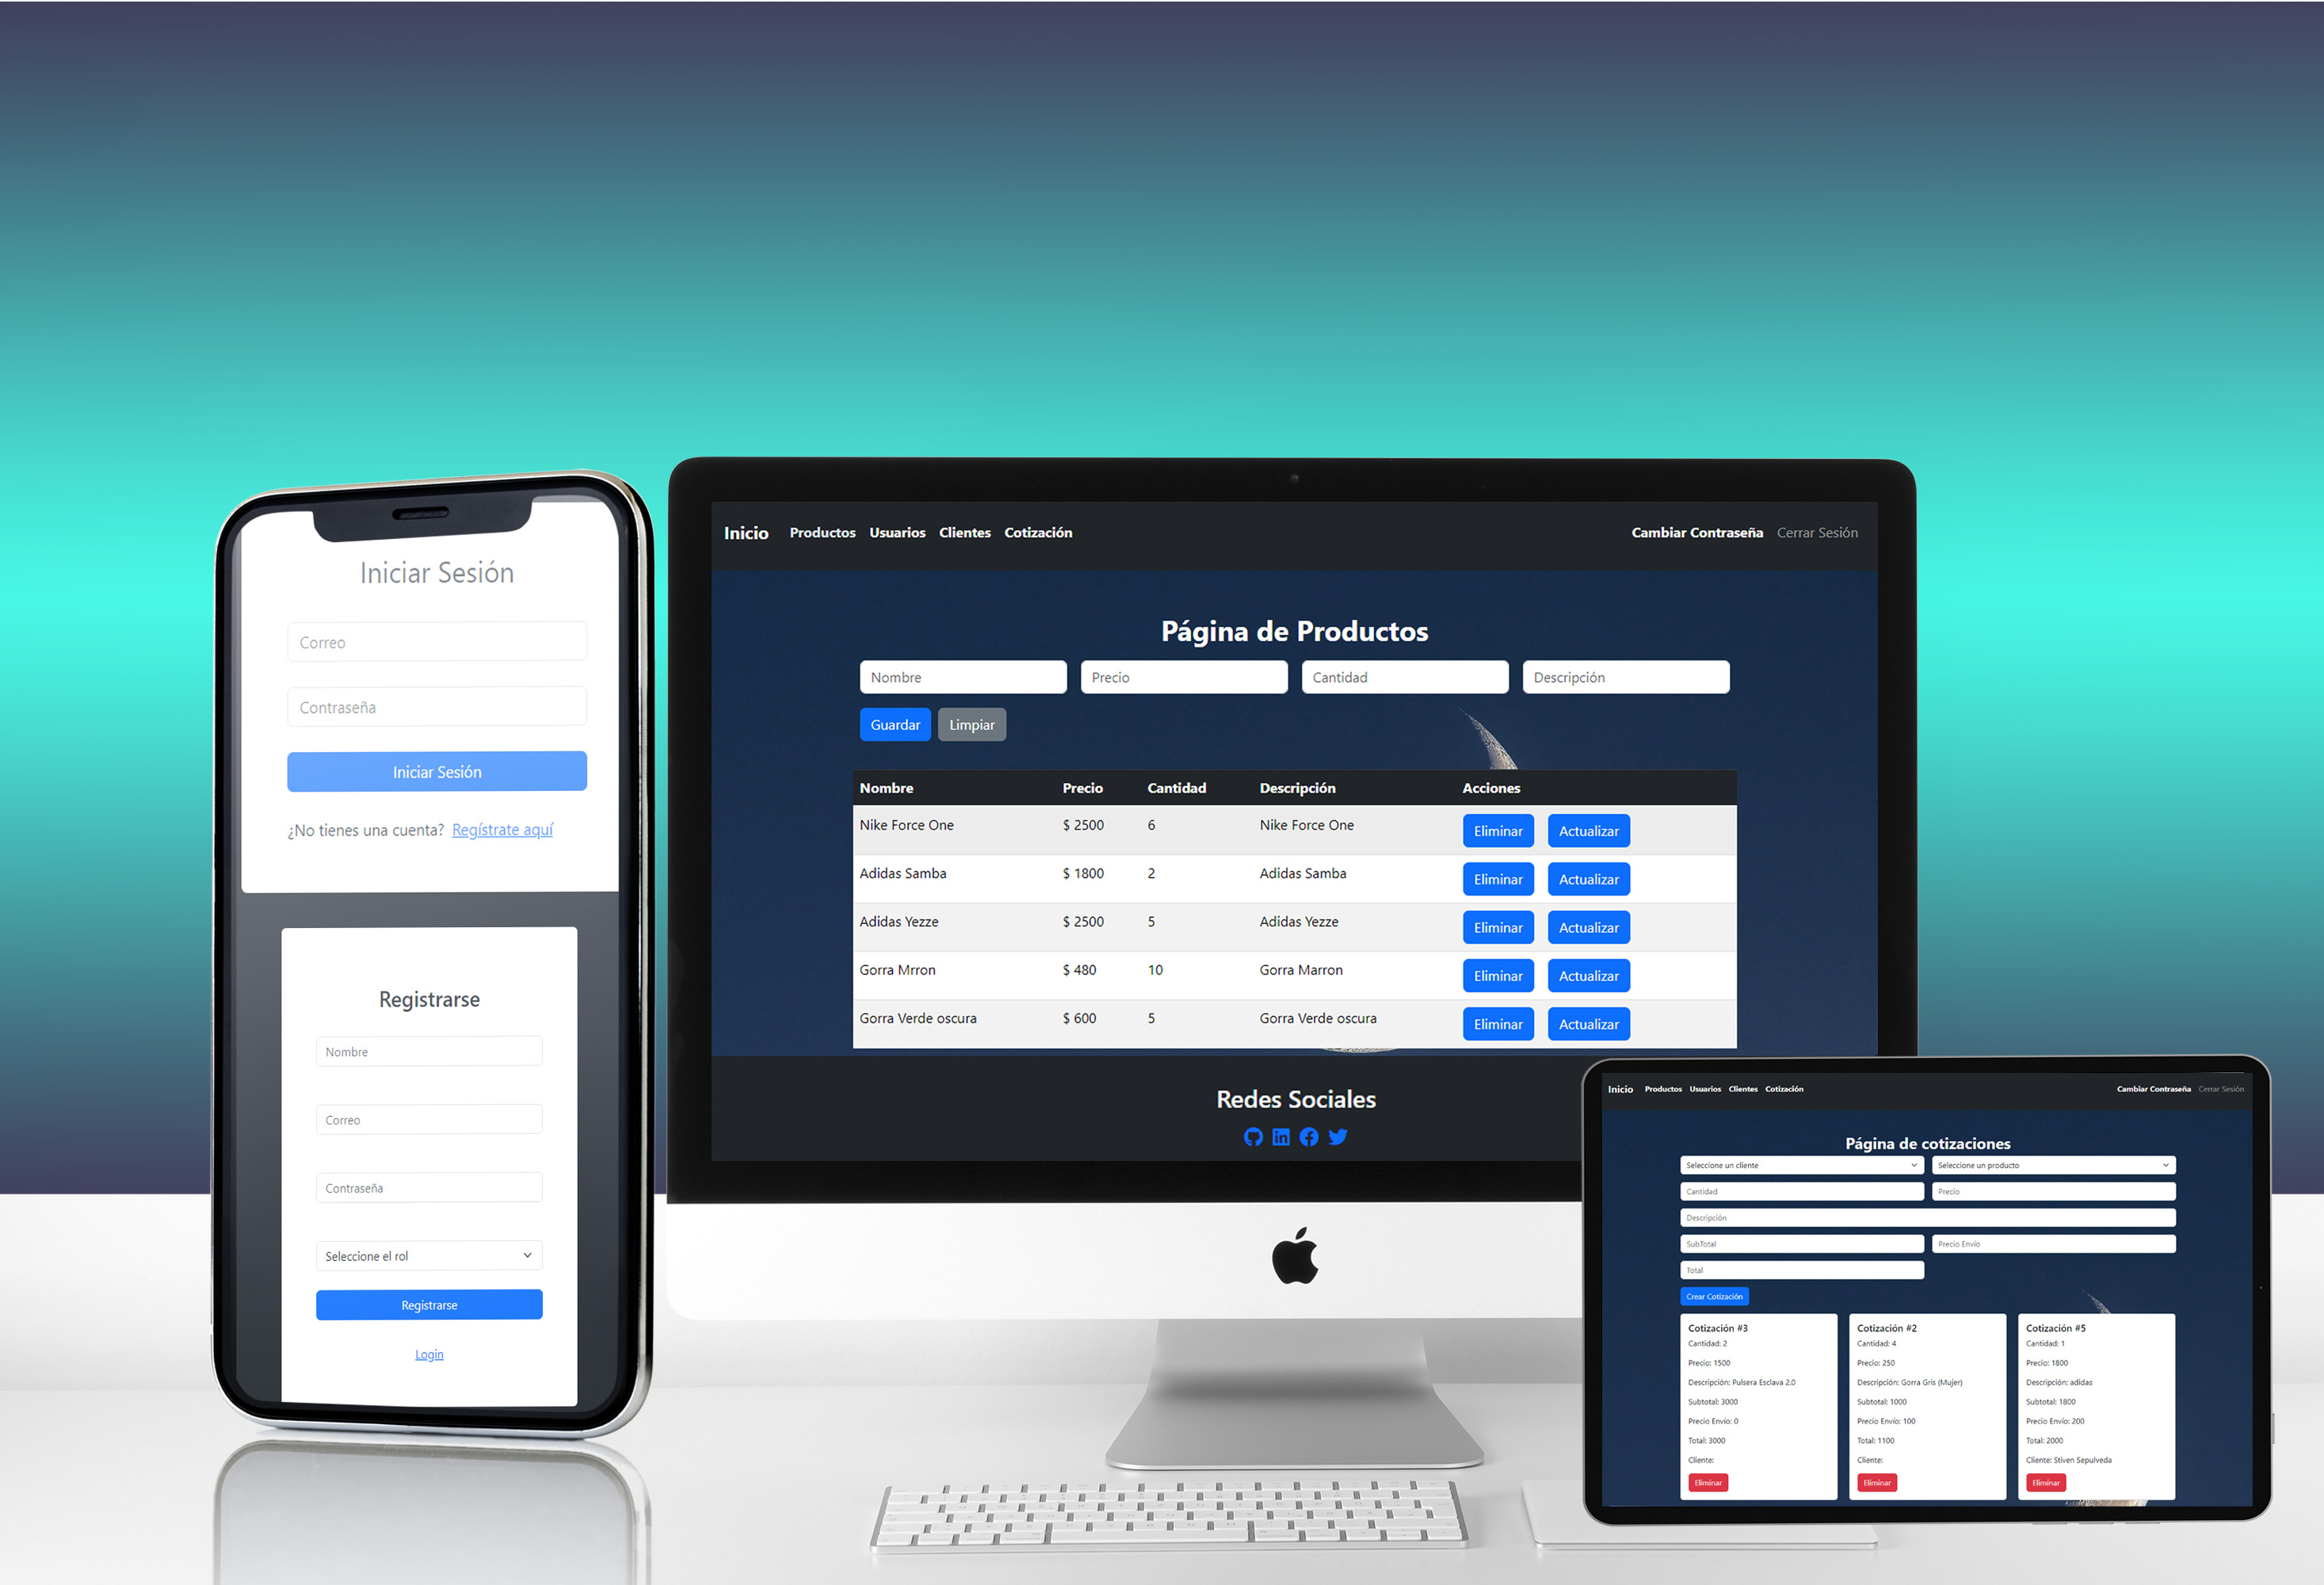 Iniciar Sesión
Correo
Contraseña
Iniciar Sesión
¿No tienes una cuenta? Regístrate aquí
Registrarse
Nombre
Correo
Contraseña
Seleccione el rol
Registrarse
Login
Inicio Productos Usuarios Clientes Cotización Cambiar Contraseña Cerrar Sesión
Página de Productos
Nombre Precio Cantidad Descripción
Guardar Limpiar
Nombre Precio Cantidad Descripción Acciones
Nike Force One $ 2500 6 Nike Force One Eliminar Actualizar
Adidas Samba $ 1800 2 Adidas Samba Eliminar Actualizar
Adidas Yezze $ 2500 5 Adidas Yezze Eliminar Actualizar
Gorra Mrron $ 480 10 Gorra Marron Eliminar Actualizar
Gorra Verde oscura $ 600 5 Gorra Verde oscura Eliminar Actualizar
Redes Sociales
Inicio Productos Usuarios Clientes Cotización Cambiar Contraseña Cerrar Sesión
Página de cotizaciones
Seleccione un cliente Seleccione un producto
Cantidad Precio
Descripción
SubTotal Precio Envío
Total
Crear Cotización
Cotización #3
Cantidad: 2
Precio: 1500
Descripción: Pulsera Esclava 2.0
Subtotal: 3000
Precio Envío: 0
Total: 3000
Cliente:
Eliminar
Cotización #2
Cantidad: 4
Precio: 250
Descripción: Gorra Gris (Mujer)
Subtotal: 1000
Precio Envío: 100
Total: 1100
Cliente:
Eliminar
Cotización #5
Cantidad: 1
Precio: 1800
Descripción: adidas
Subtotal: 1800
Precio Envío: 200
Total: 2000
Cliente: Stiven Sepulveda
Eliminar